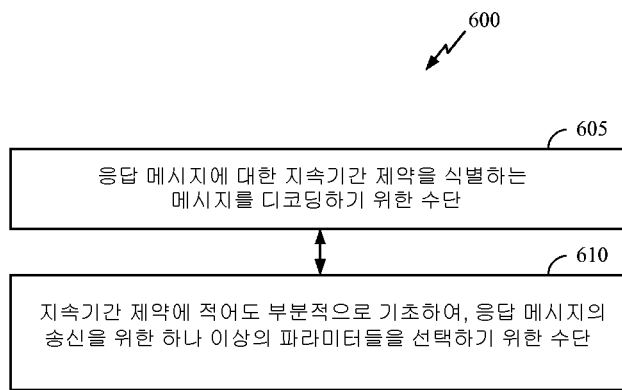 600
605
응답 메시지에 대한 지속기간 제약을 식별하는
메시지를 디코딩하기 위한 수단
610
지속기간 제약에 적어도 부분적으로 기초하여, 응답 메시지의
송신을 위한 하나 이상의 파라미터들을 선택하기 위한 수단